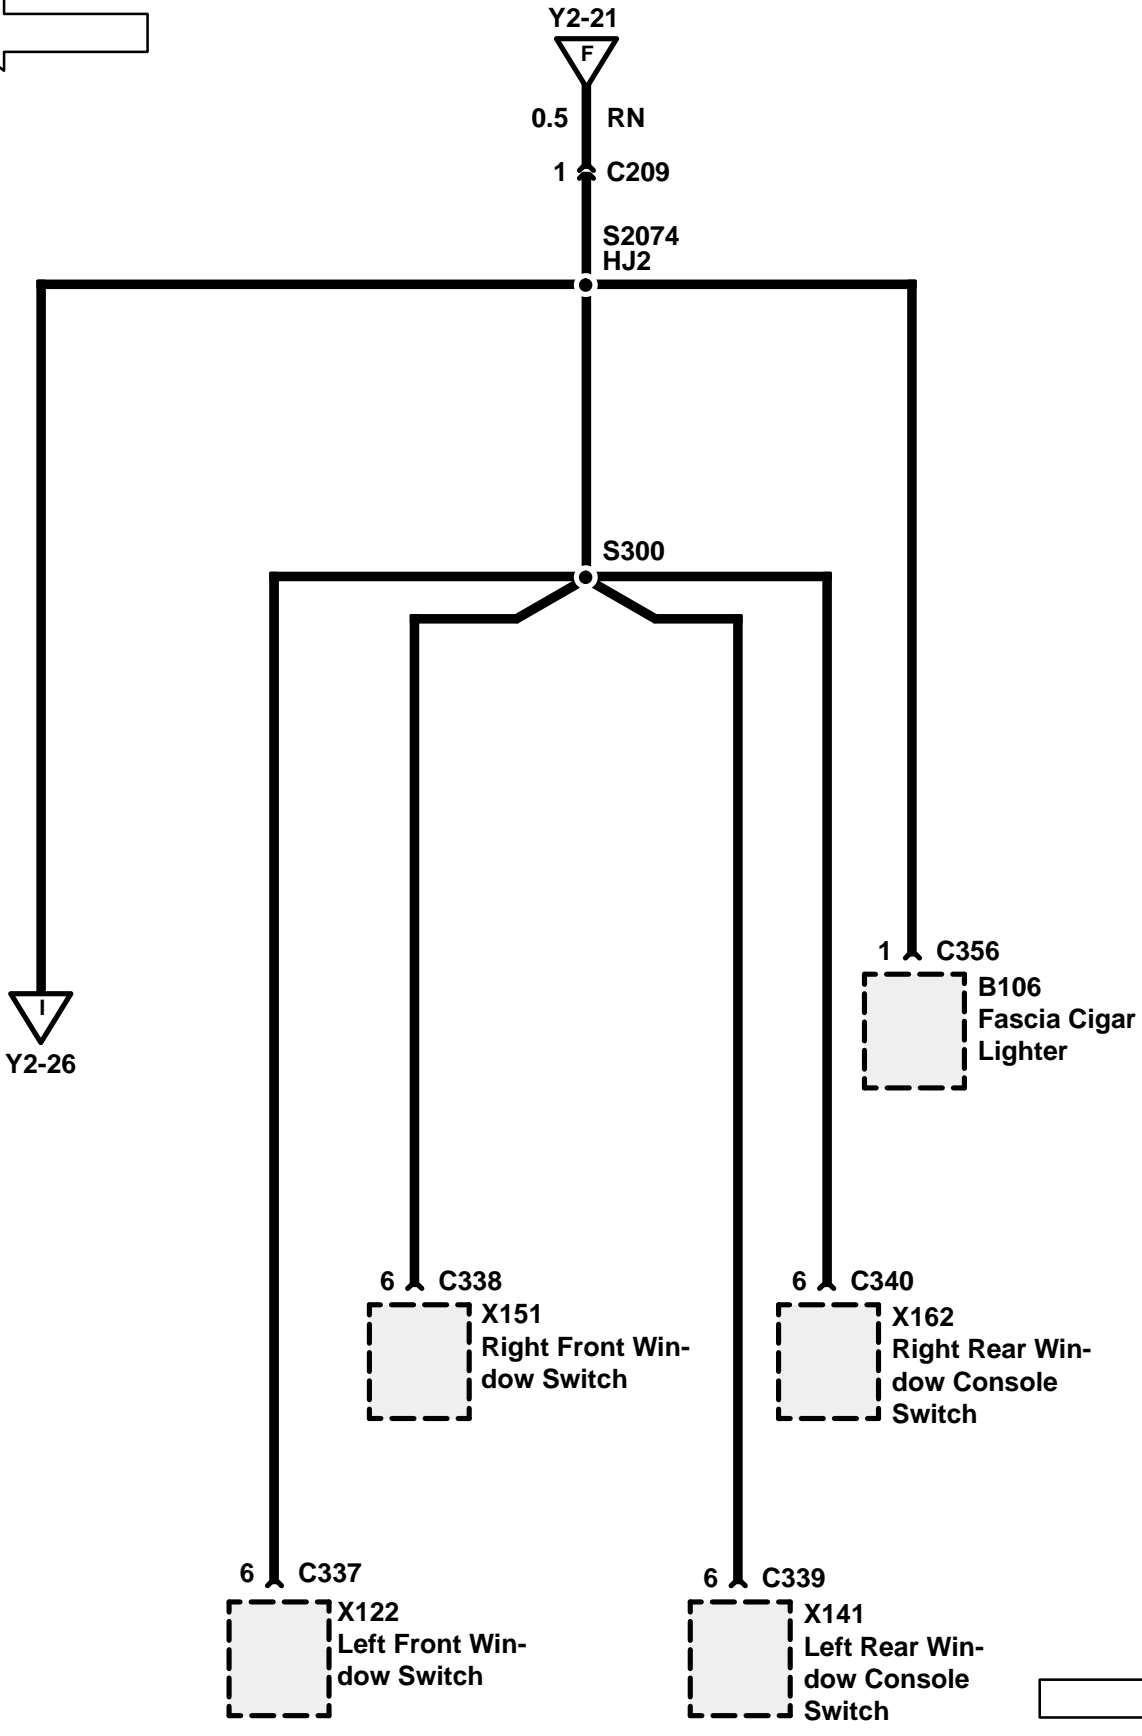 Y2-21
F
0.5 RN
1 C209
S2074
HJ2
S300
1 C356
B106
Fascia Cigar
Lighter
I
Y2-26
6 C338
X151
Right Front Win-
dow Switch
6 C340
X162
Right Rear Win-
dow Console
Switch
6 C337
X122
Left Front Win-
dow Switch
6 C339
X141
Left Rear Win-
dow Console
Switch